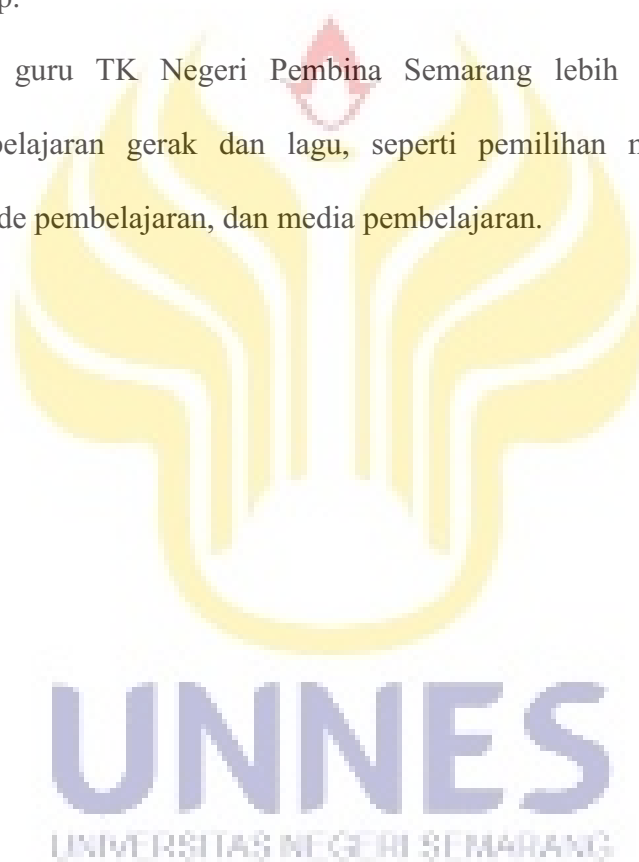 p.
guru TK Negeri Pembina Semarang lebih
belajaran gerak dan lagu, seperti pemilihan
de pembelajaran, dan media pembelajaran.
UNNES
UNIVERSITAS NEGERI SEMARANG